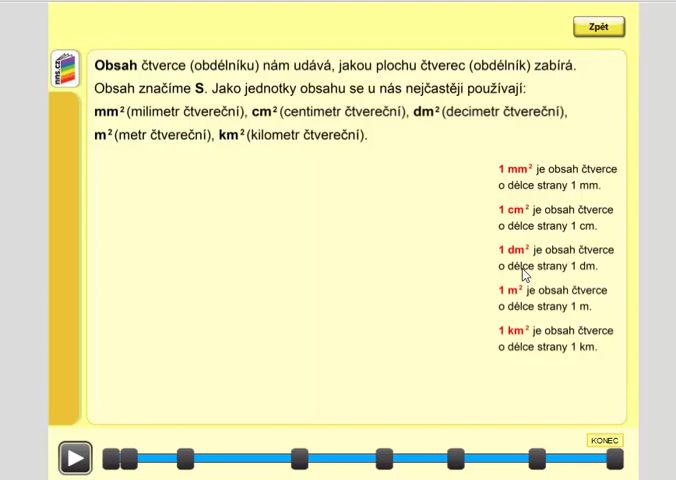 Zpět
nns.cz
Obsah čtverce (obdélníku) nám udává, jakou plochu čtverec (obdélník) zabírá.
Obsah značíme S. Jako jednotky obsahu se u nás nejčastěji používají:
mm² (milimetr čtvereční), cm² (centimetr čtvereční), dm² (decimetr čtvereční),
m² (metr čtvereční), km² (kilometr čtvereční).
1 mm² je obsah čtverce
o délce strany 1 mm.
1 cm² je obsah čtverce
o délce strany 1 cm.
1 dm² je obsah čtverce
o délce strany 1 dm.
1 m² je obsah čtverce
o délce strany 1 m.
1 km² je obsah čtverce
o délce strany 1 km.
KONEC